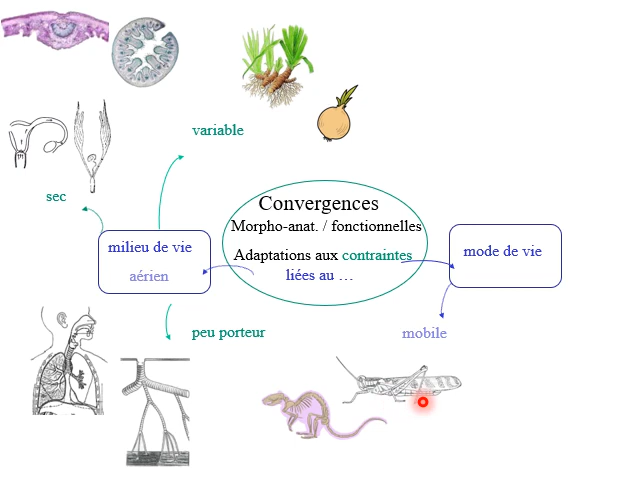 variable
sec
Convergences
Morpho-anat. / fonctionnelles
Adaptations aux contraintes
liées au …
milieu de vie
aérien
mode de vie
peu porteur
mobile